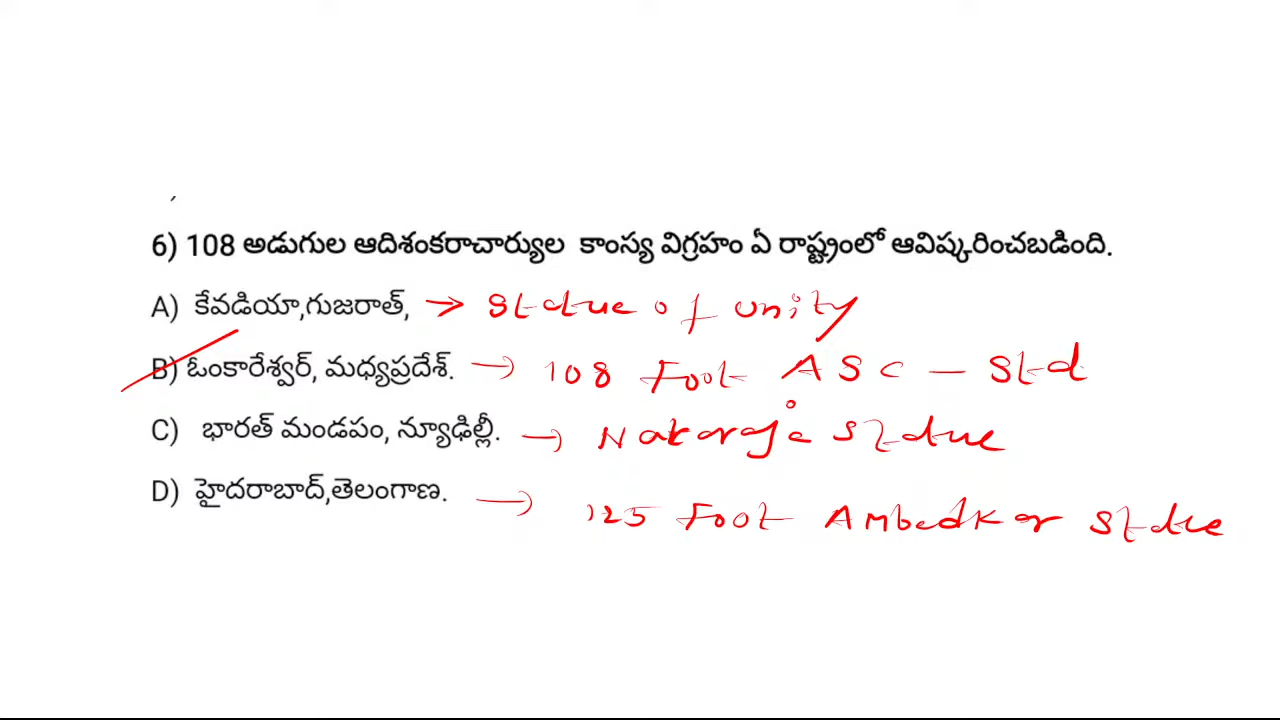 6) 108 అడుగుల ఆదిశంకరాచార్యుల కాంస్య విగ్రహం ఏ రాష్ట్రంలో ఆవిష్కరించబడింది.
A) కేవడియా,గుజరాత్, → Statue of unity
B) ఓంకారేశ్వర్, మధ్యప్రదేశ్. → 108 Foot ASC - Std
C) భారత్ మండపం, న్యూఢిల్లీ. → Nataraja Statue
D) హైదరాబాద్,తెలంగాణ. → 125 Foot Ambedkar Statue